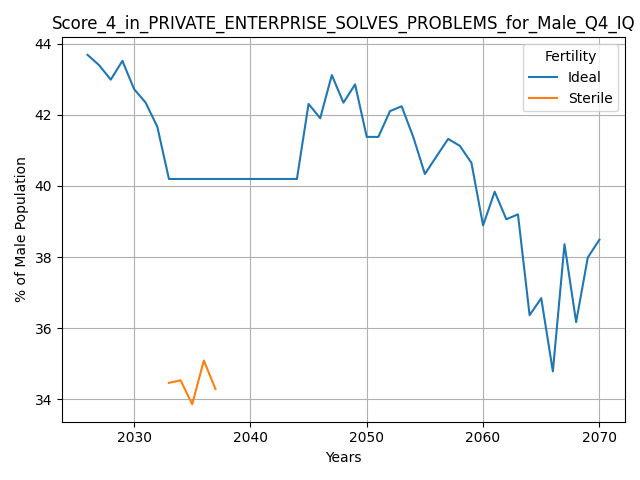 Score_4_in_PRIVATE_ENTERPRISE_SOLVES_PROBLEMS_for_Male_Q4_IQ
Fertility
Ideal
Sterile
% of Male Population
44
42
40
38
36
34
2030 2040 2050 2060 2070
Years